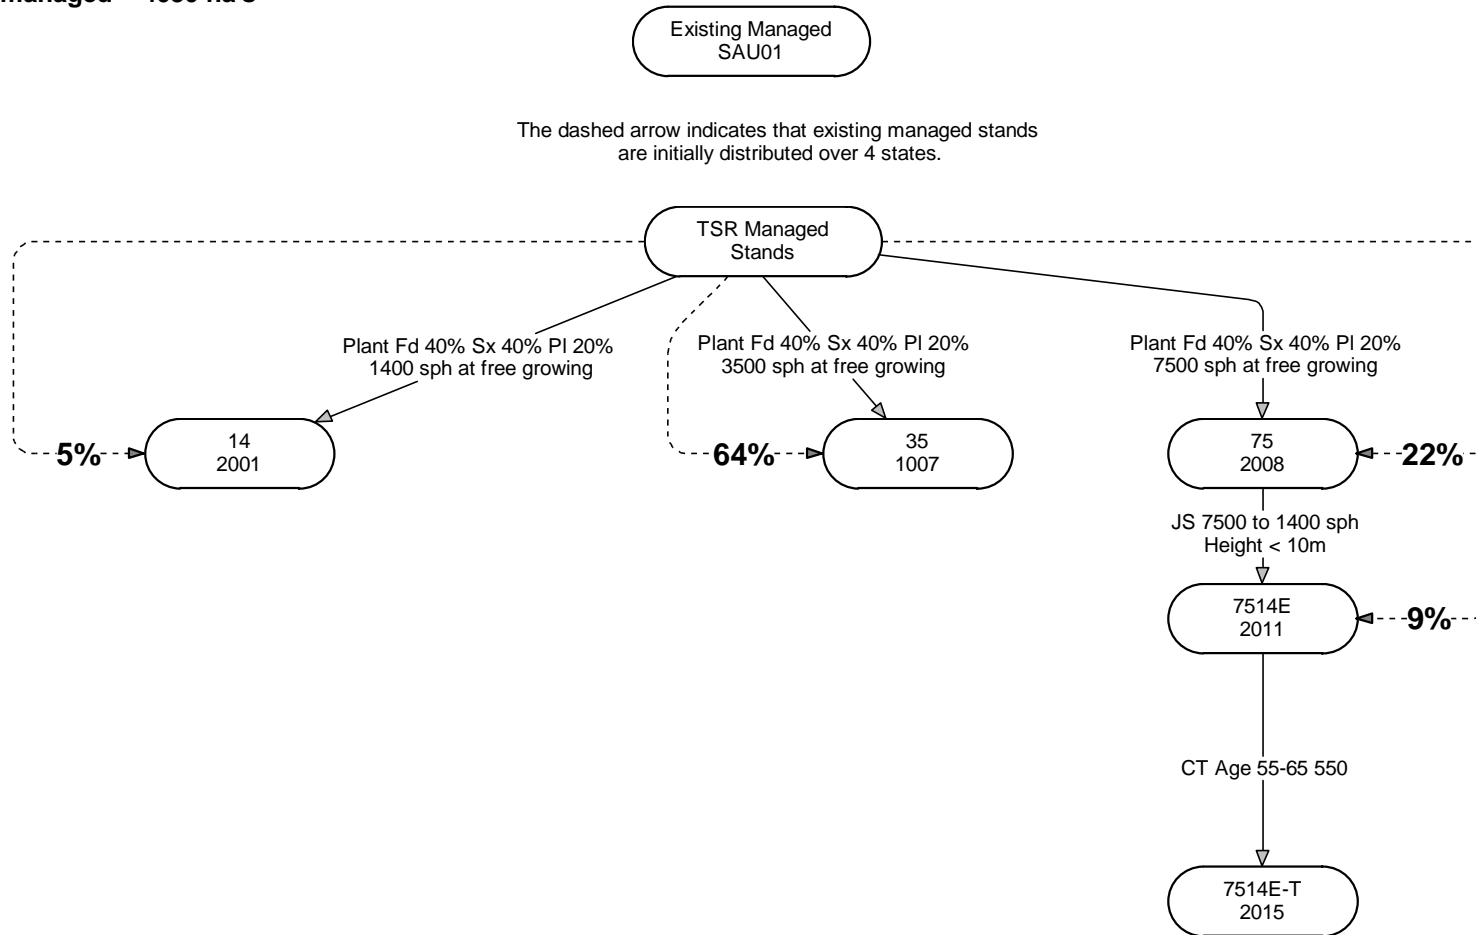 Existing Managed
SAU01
The dashed arrow indicates that existing managed stands
are initially distributed over 4 states.
TSR Managed
Stands
Plant Fd 40% Sx 40% Pl 20%
1400 sph at free growing
Plant Fd 40% Sx 40% Pl 20%
3500 sph at free growing
Plant Fd 40% Sx 40% Pl 20%
7500 sph at free growing
5%
14
2001
64%
35
1007
75
2008
22%
JS 7500 to 1400 sph
Height < 10m
7514E
2011
9%
CT Age 55-65 550
7514E-T
2015